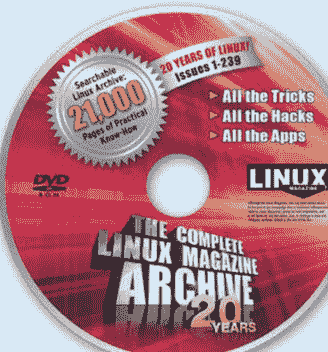 Searchable
Linux Archive:
21,000
Pages of Practical
Know-How
20 YEARS OF LINUX!
Issues 1-239
All the Tricks
All the Hacks
All the Apps
DVD
LINUX
MAGAZINE
THE COMPLETE
LINUX MAGAZINE
ARCHIVE
20
YEARS